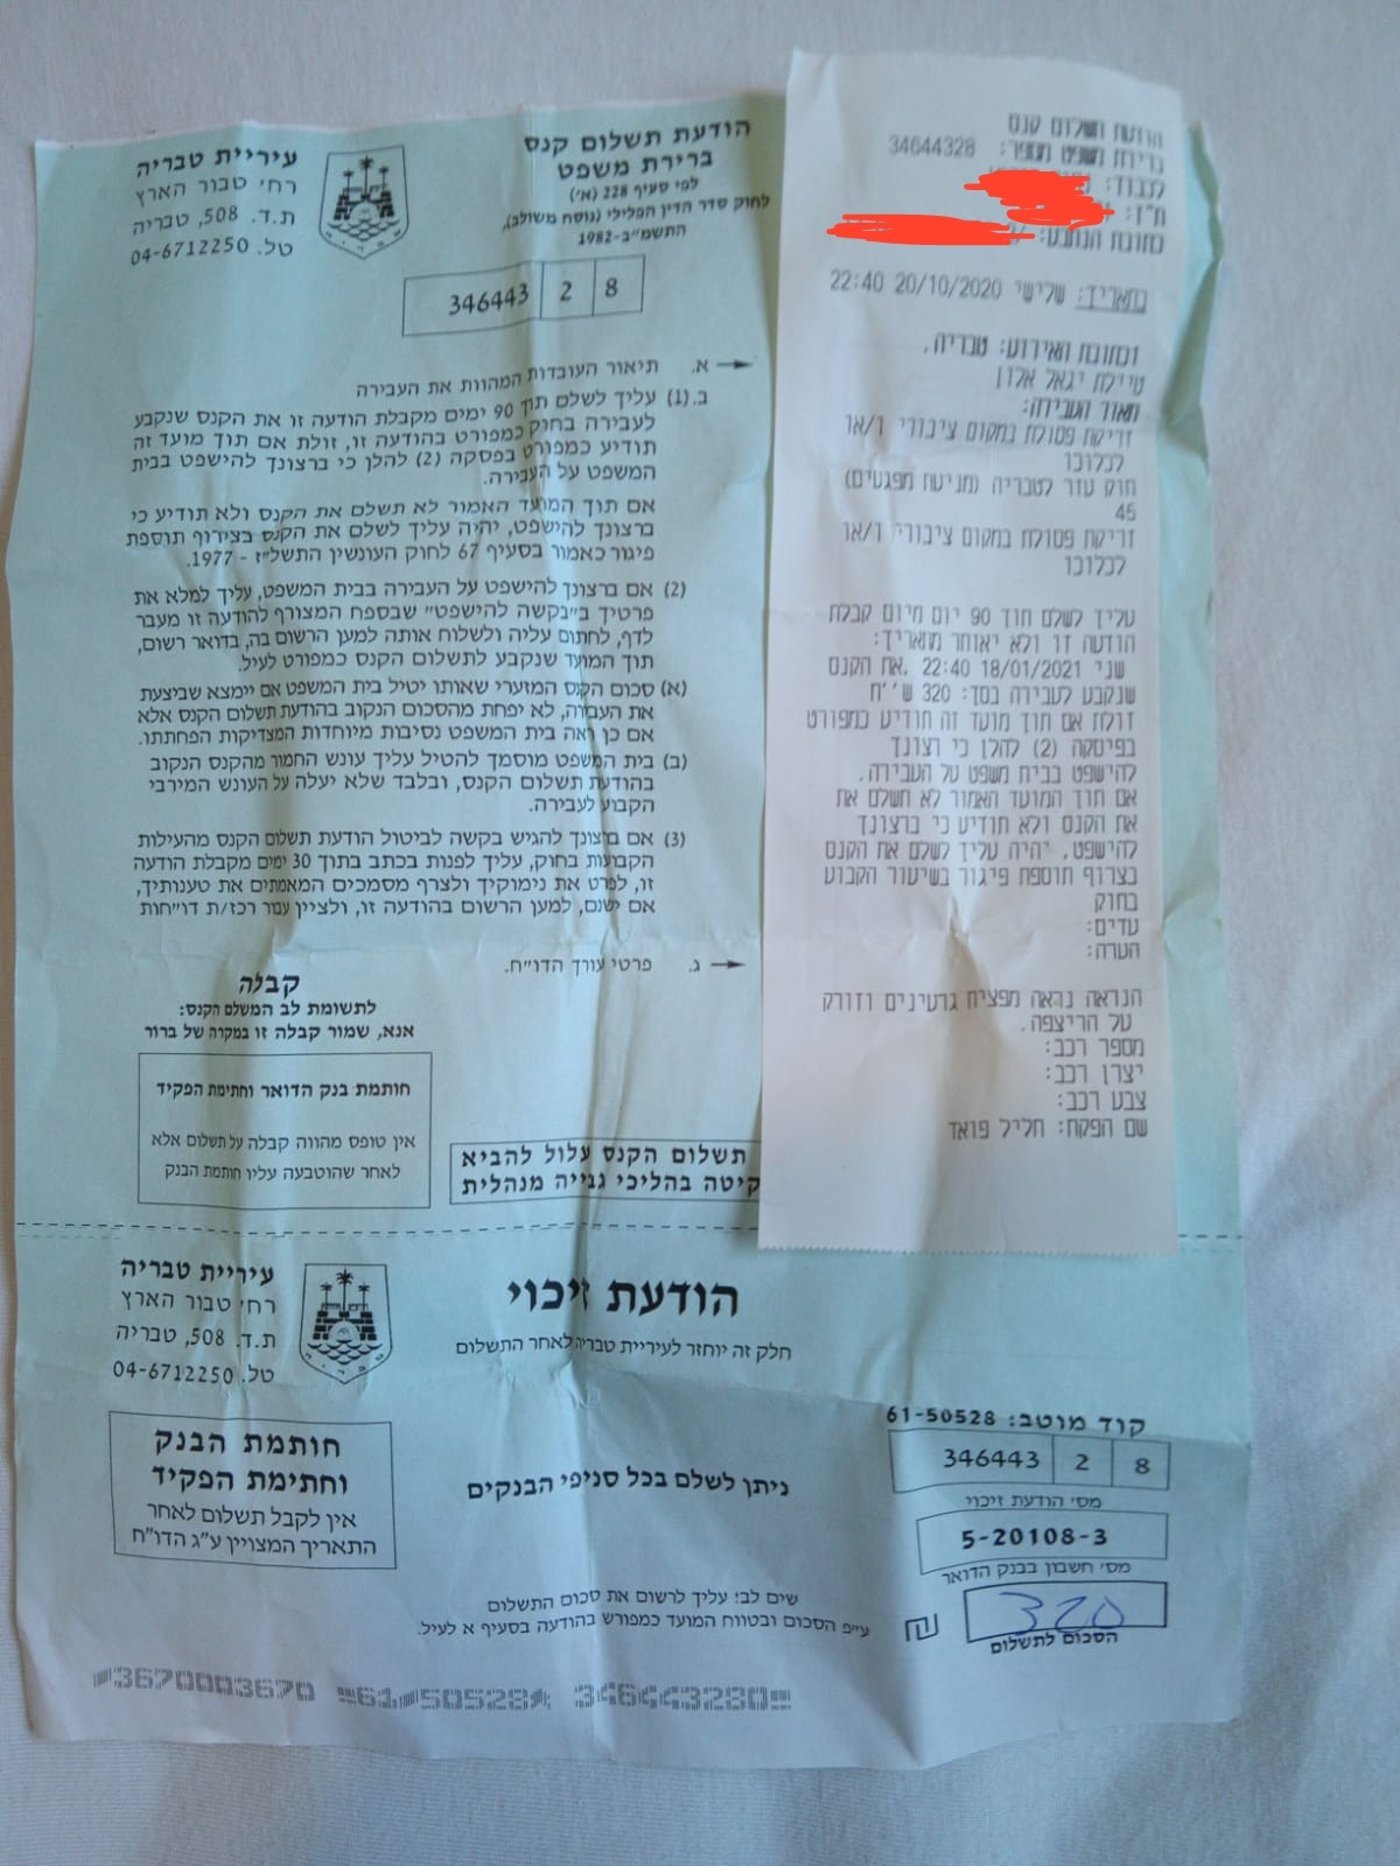 הודעת תשלום קנס
ברירת משפט
לפי סעיף 228 (א')
לחוק סדר הדין הפלילי (נוסח משולב),
התשמ"ב-1982
עיריית טבריה
רח' טבור הארץ
ת.ד. 508, טבריה
טל. 04-6712250
346443 2 8
א. תיאור העובדות המהוות את העבירה
ב.(1) עליך לשלם תוך 90 ימים מקבלת הודעה זו את הקנס שנקבע
לעבירה בחוק כמפורט בהודעה זו, זולת אם תוך מועד זה
תודיע כמפורט בפסקה (2) להלן כי ברצונך להישפט בבית
המשפט על העבירה.
אם תוך המועד האמור לא תשלם את הקנס ולא תודיע כי
ברצונך להישפט, יהיה עליך לשלם את הקנס בצירוף תוספת
פיגור כאמור בסעיף 67 לחוק העונשין התשל"ז - 1977.
(2) אם ברצונך להישפט על העבירה בבית המשפט, עליך למלא את
פרטיך ב"בקשה להישפט" שבספח המצורף להודעה זו מעבר
לדף, לחתום עליה ולשלוח אותה למען הרשום בה, בדואר רשום,
תוך המועד שנקבע לתשלום הקנס כמפורט לעיל.
(א) סכום הקנס המזערי שאותו יטיל בית המשפט אם יימצא שביצעת
את העבירה, לא יפחת מהסכום הנקוב בהודעת תשלום הקנס אלא
אם כן ראה בית המשפט נסיבות מיוחדות המצדיקות הפחתתו.
(ב) בית המשפט מוסמך להטיל עליך עונש החמור מהקנס הנקוב
בהודעת תשלום הקנס, ובלבד שלא יעלה על העונש המירבי
הקבוע לעבירה.
(3) אם ברצונך להגיש בקשה לביטול הודעת תשלום הקנס מהעילות
הקבועות בחוק, עליך לפנות בכתב בתוך 30 ימים מקבלת הודעה
זו, לפרט את נימוקיך ולצרף מסמכים המאמתים את טענותיך,
אם ישנם, למען הרשום בהודעה זו, ולציין עבור רכז/ת דו"חות
ג. פרטי עורך הדו"ח.
קבלה
לתשומת לב המשלם הקנס:
אנא, שמור קבלה זו במקרה של ברור
חותמת בנק הדואר וחתימת הפקיד
אין טופס מהווה קבלה על תשלום אלא
לאחר שהוטבעה עליו חותמת הבנק
תשלום הקנס עלול להביא
קיטה בהליכי גבייה מנהלית
הודעת תשלום קנס
ברירת משפט מספר: 34644328
לכבוד:
ת"ז:
כתובת הנתבע:
בתאריך: שלישי 20/10/2020 22:40
וכתובת האירוע: טבריה,
טיילת יגאל אלון
תאור העבירה:
זריקת פסולת במקום ציבורי ו/או
לכלוכו
חוק עזר לטבריה (מניעת מפגעים)
45
זריקת פסולת במקום ציבורי ו/או
לכלוכו
עליך לשלם תוך 90 יום מיום קבלת
הודעה זו ולא יאוחר מתאריך:
שני 18/01/2021 22:40 .את הקנס
שנקבע לעבירה בסך: 320 ש''ח
זולת אם תוך מועד זה תודיע כמפורט
בפיסקה (2) להלן כי רצונך
להישפט בבית משפט על העבירה.
אם תוך המועד האמור לא תשלם את
את הקנס ולא תודיע כי ברצונך
להישפט, יהיה עליך לשלם את הקנס
בצרוף תוספת פיגור בשיעור הקבוע
בחוק
עדים:
הערה:
הנראה נראה מפצית גרעינים וזורק
על הריצפה.
מספר רכב:
יצרן רכב:
צבע רכב:
שם הפקח: חליל פואד
עיריית טבריה
רח' טבור הארץ
ת.ד. 508, טבריה
טל. 04-6712250
הודעת זיכוי
חלק זה יוחזר לעיריית טבריה לאחר התשלום
קוד מוטב: 61-50528
346443 2 8
מס' הודעת זיכוי
5-20108-3
מס' חשבון בבנק הדואר
320
₪
הסכום לתשלום
ניתן לשלם בכל סניפי הבנקים
חותמת הבנק
וחתימת הפקיד
אין לקבל תשלום לאחר
התאריך המצויין ע"ג הדו"ח
שים לב! עליך לרשום את סכום התשלום
ע"פ הסכום ובטווח המועד כמפורש בהודעה בסעיף א לעיל.
3670003670 61 50528 346443280